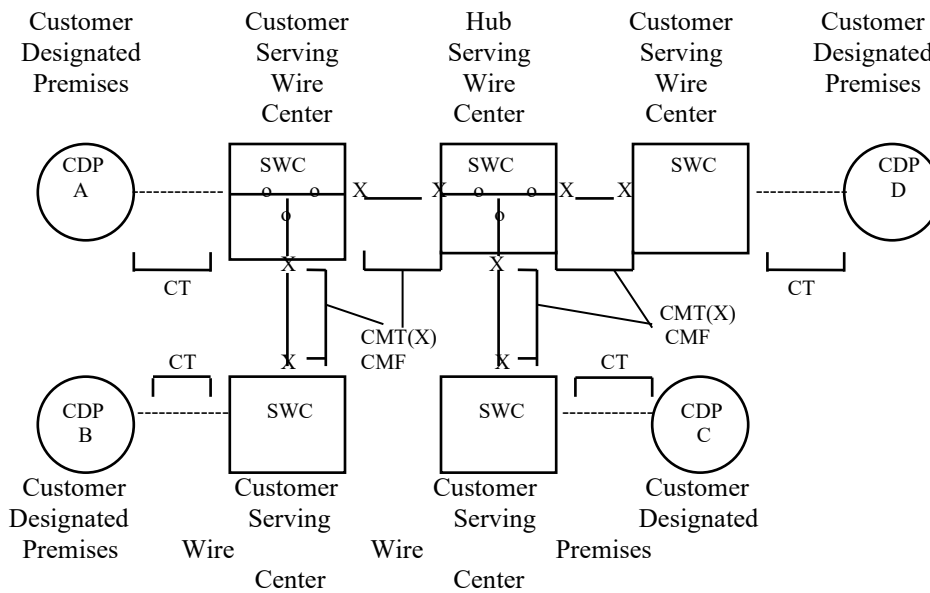 Customer Designated Premises
Customer Serving Wire Center
Hub Serving Wire Center
Customer Serving Wire Center
Customer Designated Premises
CDP A
SWC
o o
o
X X
SWC
o o
o
X X
SWC
CDP D
CT
X
X
CT
CMT(X)
CMF
CMT(X)
CMF
CT
X
X
CT
CDP B
SWC
SWC
CDP C
Customer Designated Premises
Customer Serving Wire Center
Customer Serving Wire Center
Customer Designated Premises